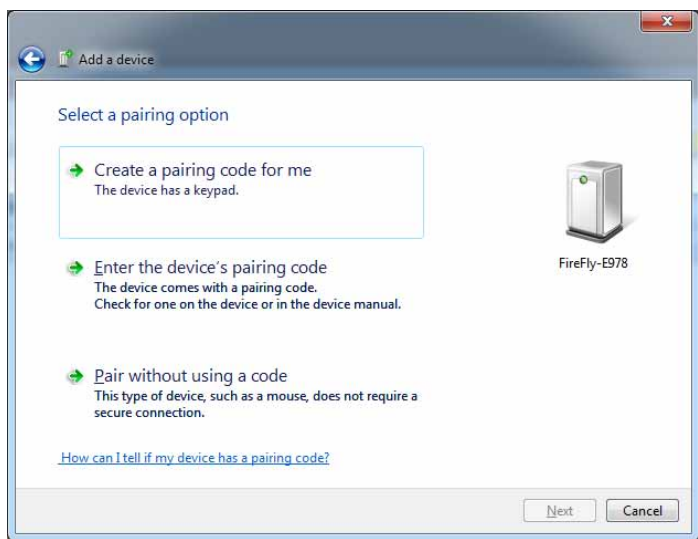 Add a device
Select a pairing option
Create a pairing code for me
The device has a keypad.
Enter the device's pairing code
The device comes with a pairing code.
Check for one on the device or in the device manual.
Pair without using a code
This type of device, such as a mouse, does not require a
secure connection.
How can I tell if my device has a pairing code?
FireFly-E978
Next
Cancel